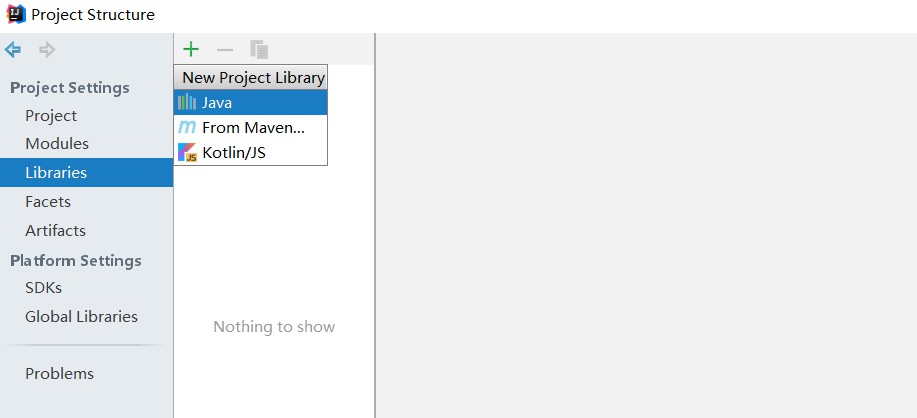 Project Structure
Project Settings
Project
Modules
Libraries
Facets
Artifacts
Platform Settings
SDKs
Global Libraries
Problems
New Project Library
Java
From Maven...
Kotlin/JS
Nothing to show